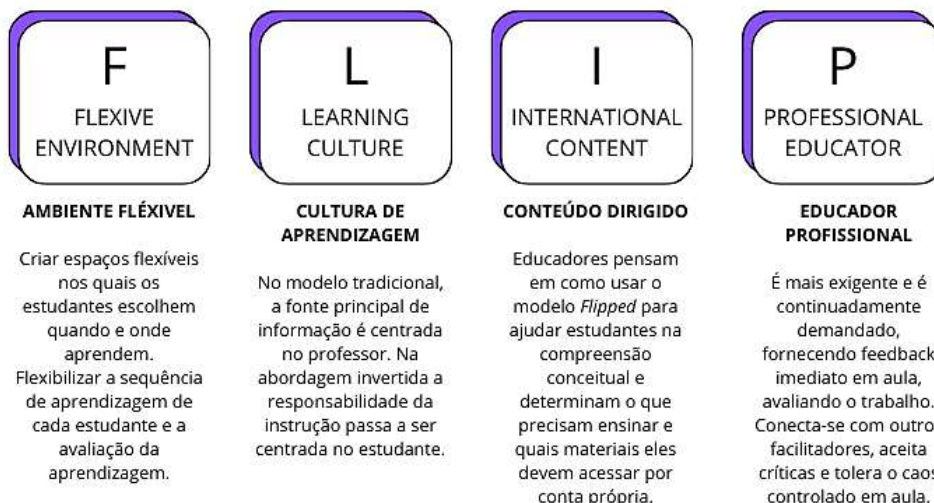 F
FLEXIVE
ENVIRONMENT
AMBIENTE FLÉXIVEL
Criar espaços flexíveis
nos quais os
estudantes escolhem
quando e onde
aprendem.
Flexibilizar a sequência
de aprendizagem de
cada estudante e a
avaliação da
aprendizagem.
L
LEARNING
CULTURE
CULTURA DE
APRENDIZAGEM
No modelo tradicional,
a fonte principal de
informação é centrada
no professor. Na
abordagem invertida a
responsabilidade da
instrução passa a ser
centrada no estudante.
I
INTERNATIONAL
CONTENT
CONTEÚDO DIRIGIDO
Educadores pensam
em como usar o
modelo Flipped para
ajudar estudantes na
compreensão
conceitual e
determinam o que
precisam ensinar e
quais materiais eles
devem acessar por
conta própria.
P
PROFESSIONAL
EDUCATOR
EDUCADOR
PROFISSIONAL
É mais exigente e é
continuadamente
demandado,
fornecendo feedback
imediato em aula,
avaliando o trabalho.
Conecta-se com outro
facilitadores, aceita
críticas e tolera o caos
controlado em aula.